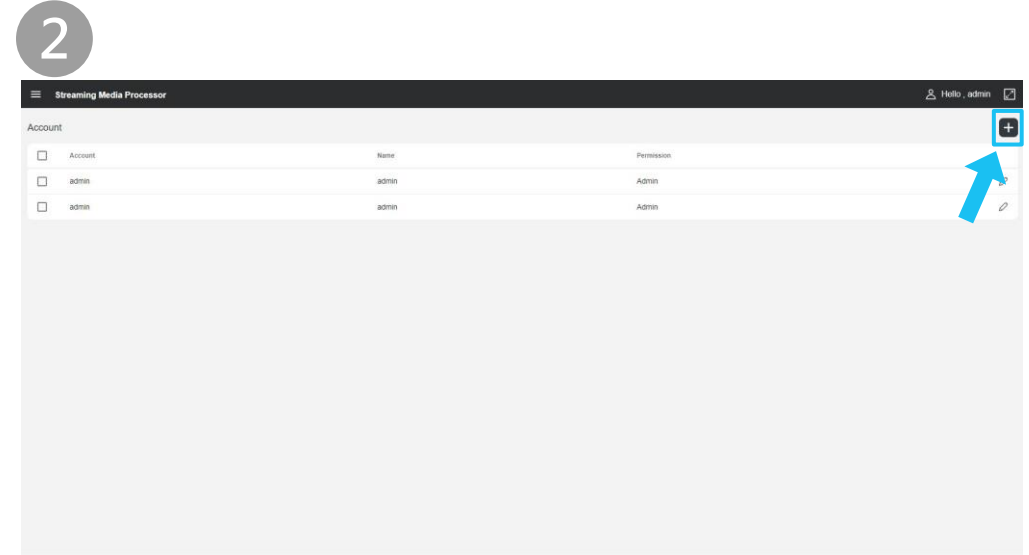 2
Streaming Media Processor Hello , admin
Account
Account Name Permission
admin admin Admin
admin admin Admin